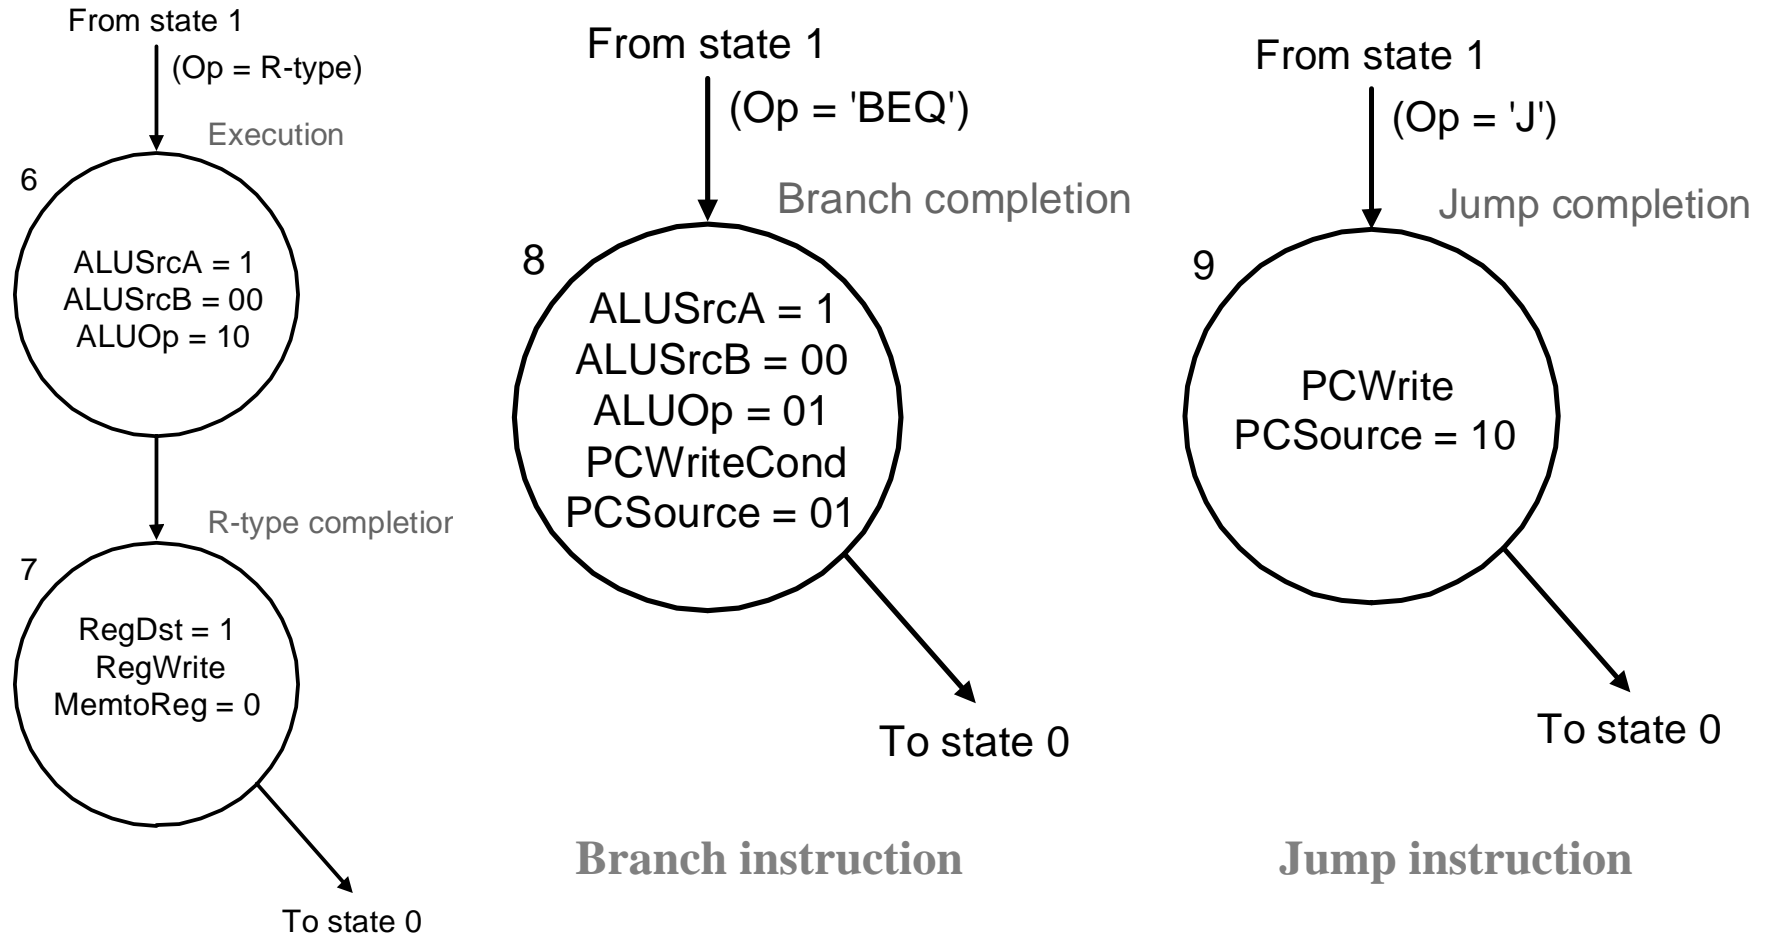 From state 1
(Op = R-type)
Execution
6
ALUSrcA = 1
ALUSrcB = 00
ALUOp = 10
R-type completior
7
RegDst = 1
RegWrite
MemtoReg = 0
To state 0
From state 1
(Op = 'BEQ')
Branch completion
8
ALUSrcA = 1
ALUSrcB = 00
ALUOp = 01
PCWriteCond
PCSource = 01
To state 0
Branch instruction
From state 1
(Op = 'J')
Jump completion
9
PCWrite
PCSource = 10
To state 0
Jump instruction